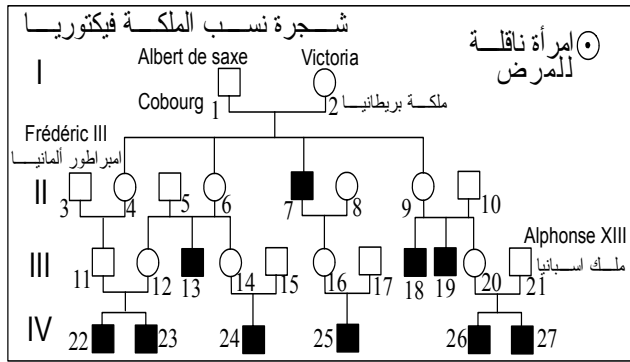 شجرة نسب الملكة فيكتوريا
امرأة ناقلة
للمرض
I
Albert de saxe
Victoria
Cobourg
1
2
ملكة بريطانيا
Frédéric III
امبراطور ألمانيا
II
3
4
5
6
7
8
9
10
Alphonse XIII
ملك اسبانيا
III
11
12
13
14
15
16
17
18
19
20
21
IV
22
23
24
25
26
27